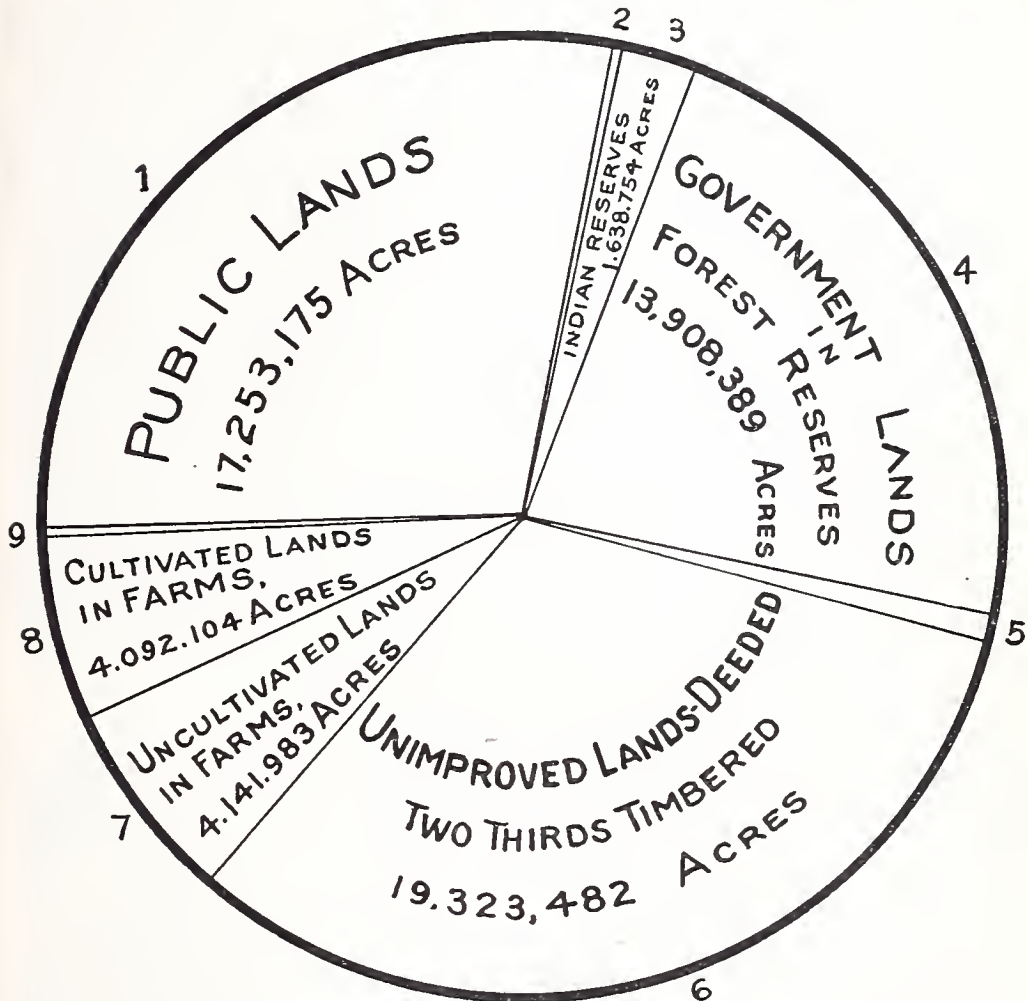 1
PUBLIC LANDS
17,253,175 ACRES
2
3
INDIAN RESERVES
1.638.754 ACRES
4
GOVERNMENT LANDS
IN
FOREST RESERVES
13,908,389 ACRES
5
UNIMPROVED LANDS-DEEDED
TWO THIRDS TIMBERED
19.323,482 ACRES
6
7
UNCULTIVATED LANDS
IN FARMS,
4.141.983 ACRES
8
CULTIVATED LANDS
IN FARMS,
4.092.104 ACRES
9